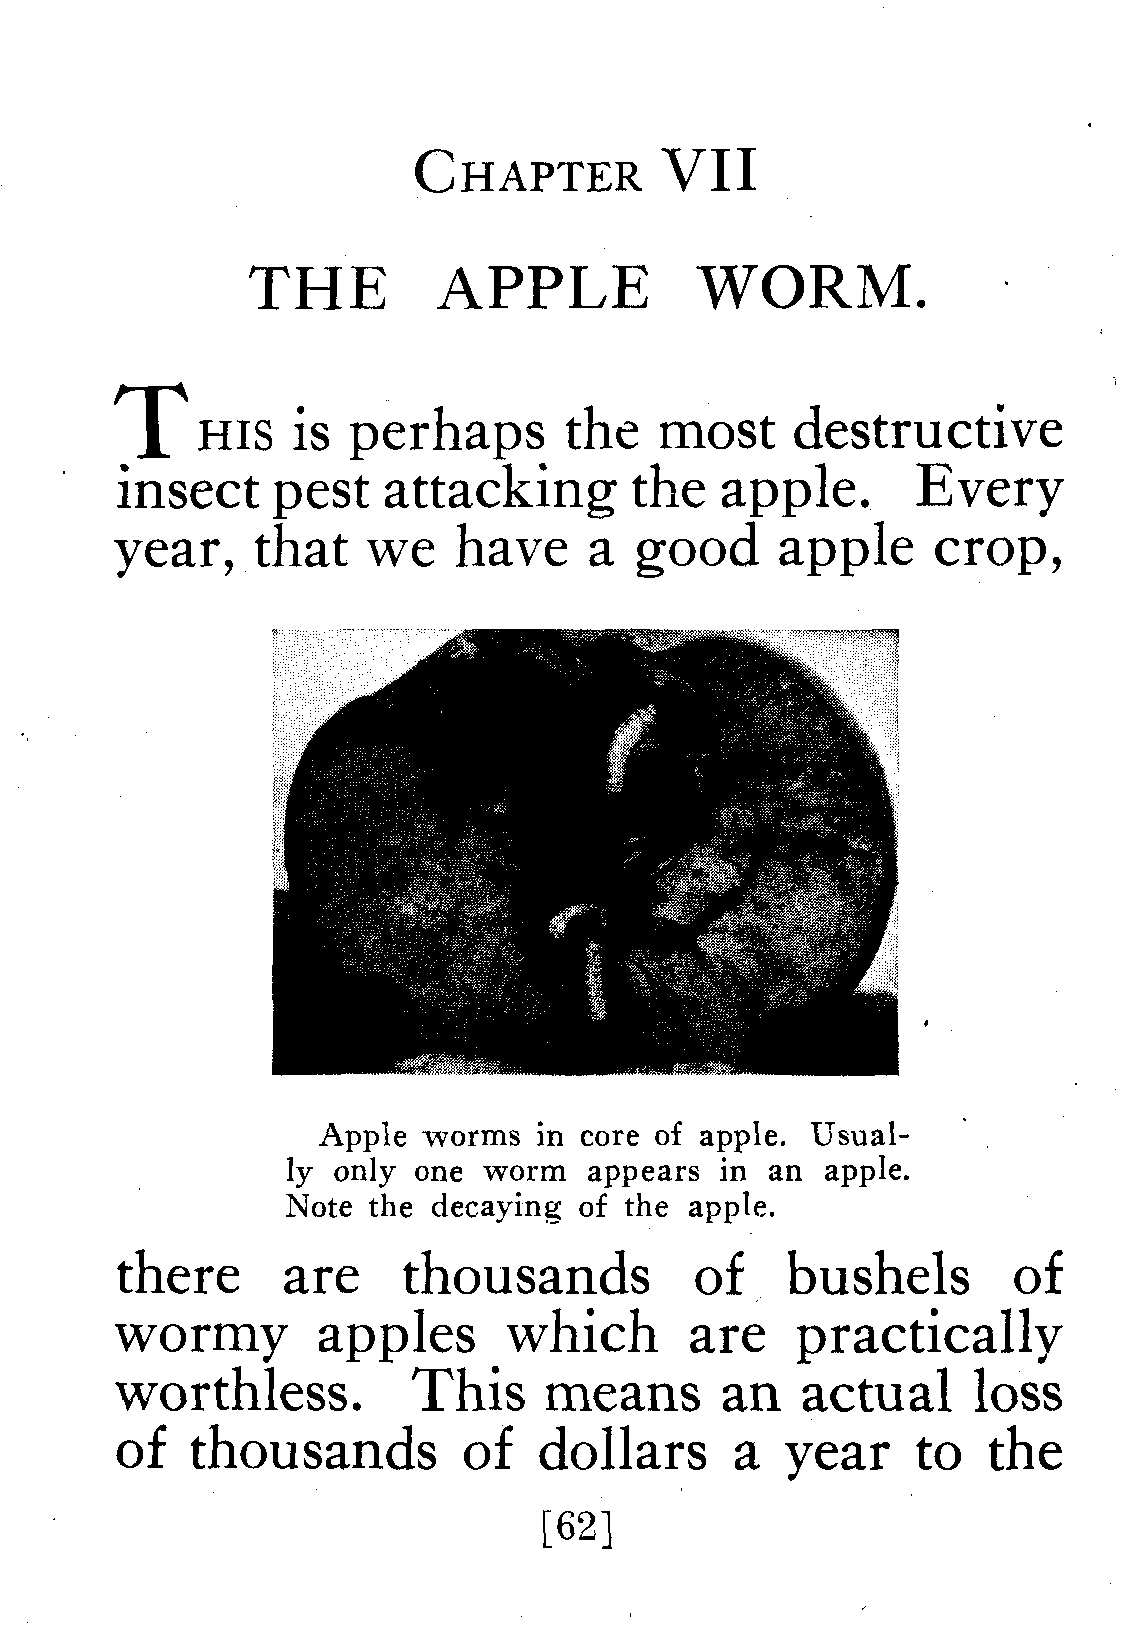 CHAPTER VII
THE APPLE WORM.
THIS is perhaps the most destructive
insect pest attacking the apple. Every
year, that we have a good apple crop,
Apple worms in core of apple. Usual-
ly only one worm appears in an apple.
Note the decaying of the apple.
there are thousands of bushels of
wormy apples which are practically
worthless. This means an actual loss
of thousands of dollars a year to the
[62]